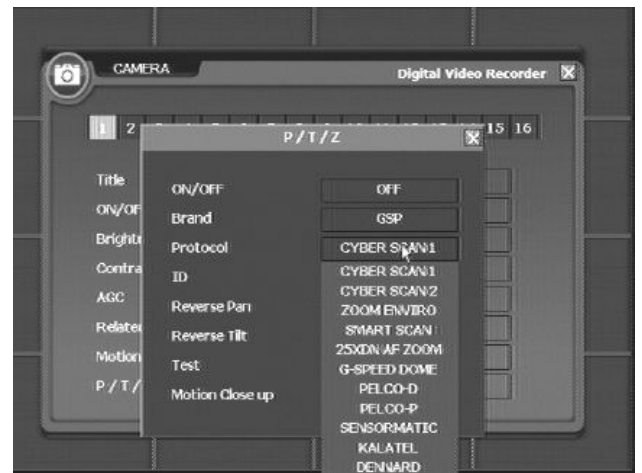 CAMERA
Digital Video Recorder
1 2 15 16
P/T/Z
Title
ON/OFF OFF
ON/OF
Brand GSP
Bright
Protocol CYBER SCAN1
Contra
ID CYBER SCAN1
CYBER SCAN2
AGC
Reverse Pan ZOOM ENVIRO
Relate
Reverse Tilt SMART SCAN
25XDN AF ZOOM
Motion
Test G-SPEED DOME
P/T/
Motion Close up PELCO-D
PELCO-P
SENSORMATIC
KALATEL
DENNARD